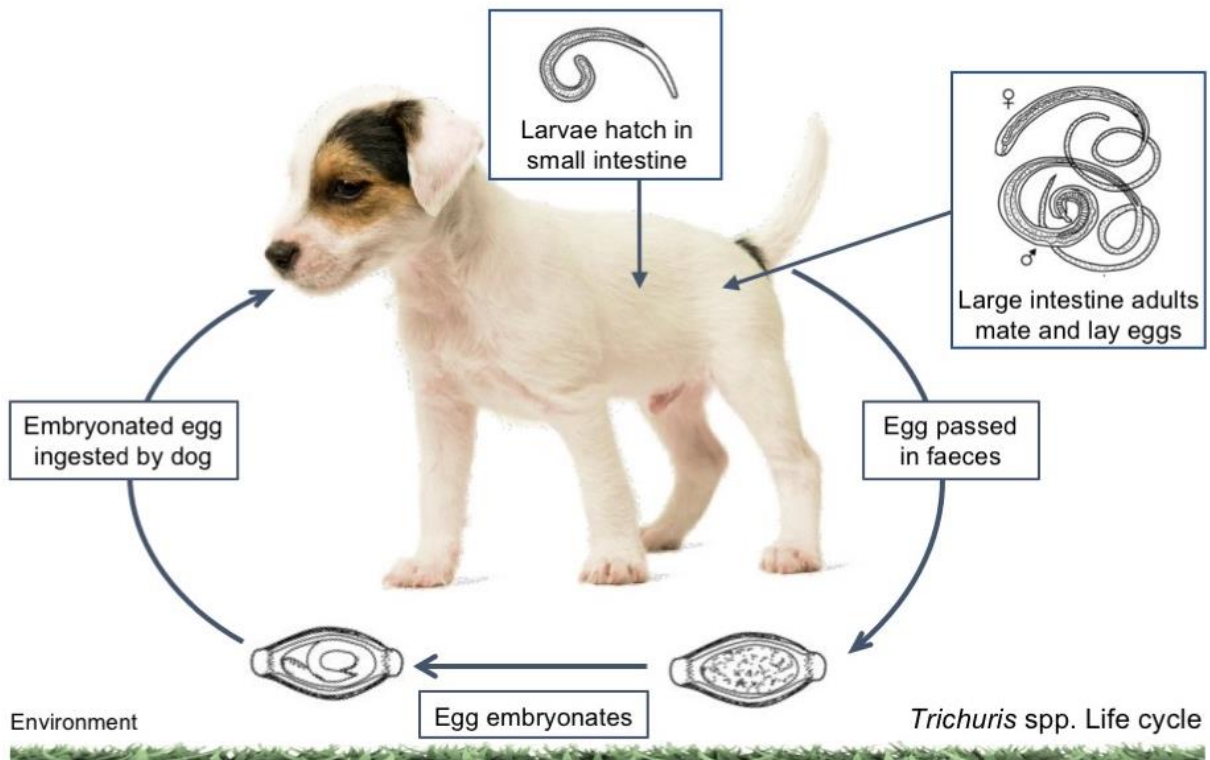 Larvae hatch in
small intestine
♀
♂
Large intestine adults
mate and lay eggs
Embryonated egg
ingested by dog
Egg passed
in faeces
Egg embryonates
Environment
Trichuris spp. Life cycle